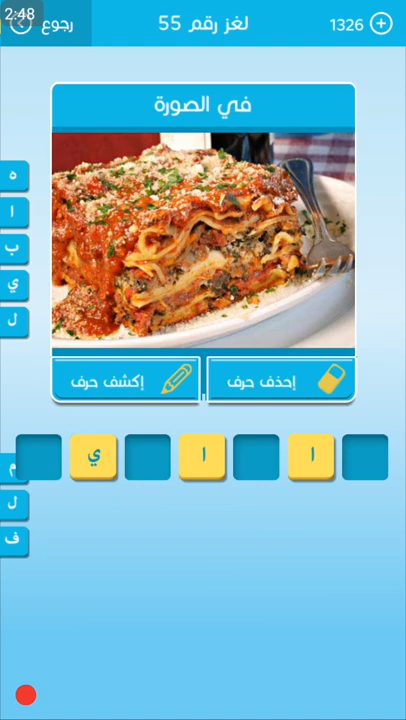 2:48
رجوع
لغز رقم 55
1326
في الصورة
ه
ا
ب
ي
ل
إحذف حرف
إكشف حرف
ا
ا
ي
م
ل
ف